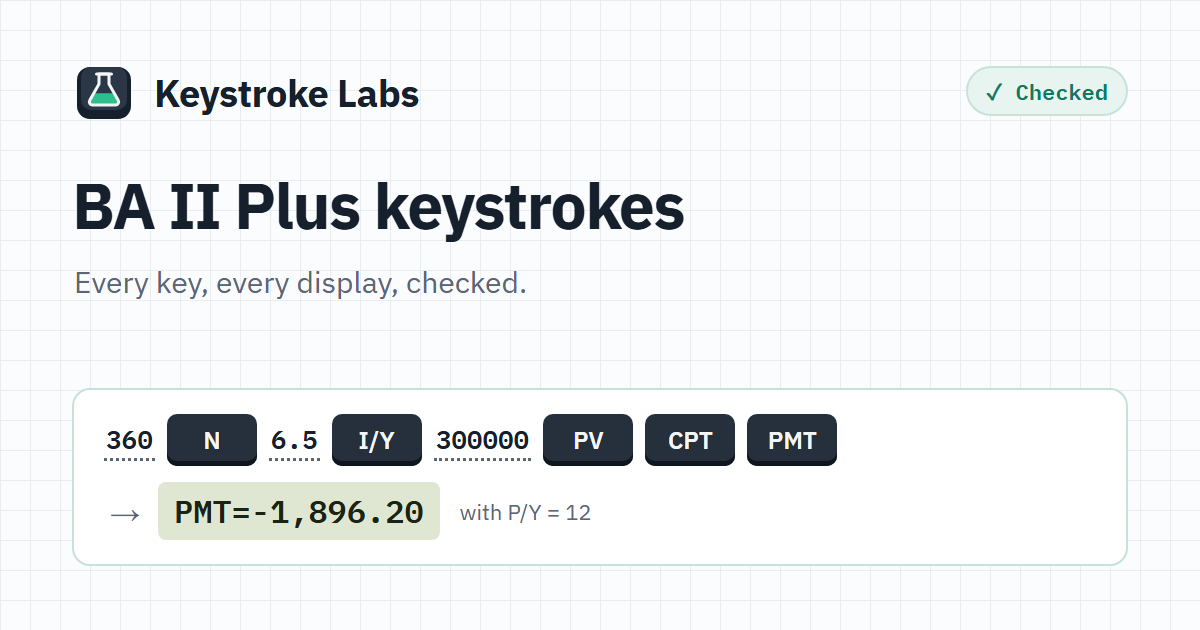 Keystroke Labs
✓ Checked
BA II Plus keystrokes
Every key, every display, checked.
360 N 6.5 I/Y 300000 PV CPT PMT
→ PMT=-1,896.20 with P/Y = 12